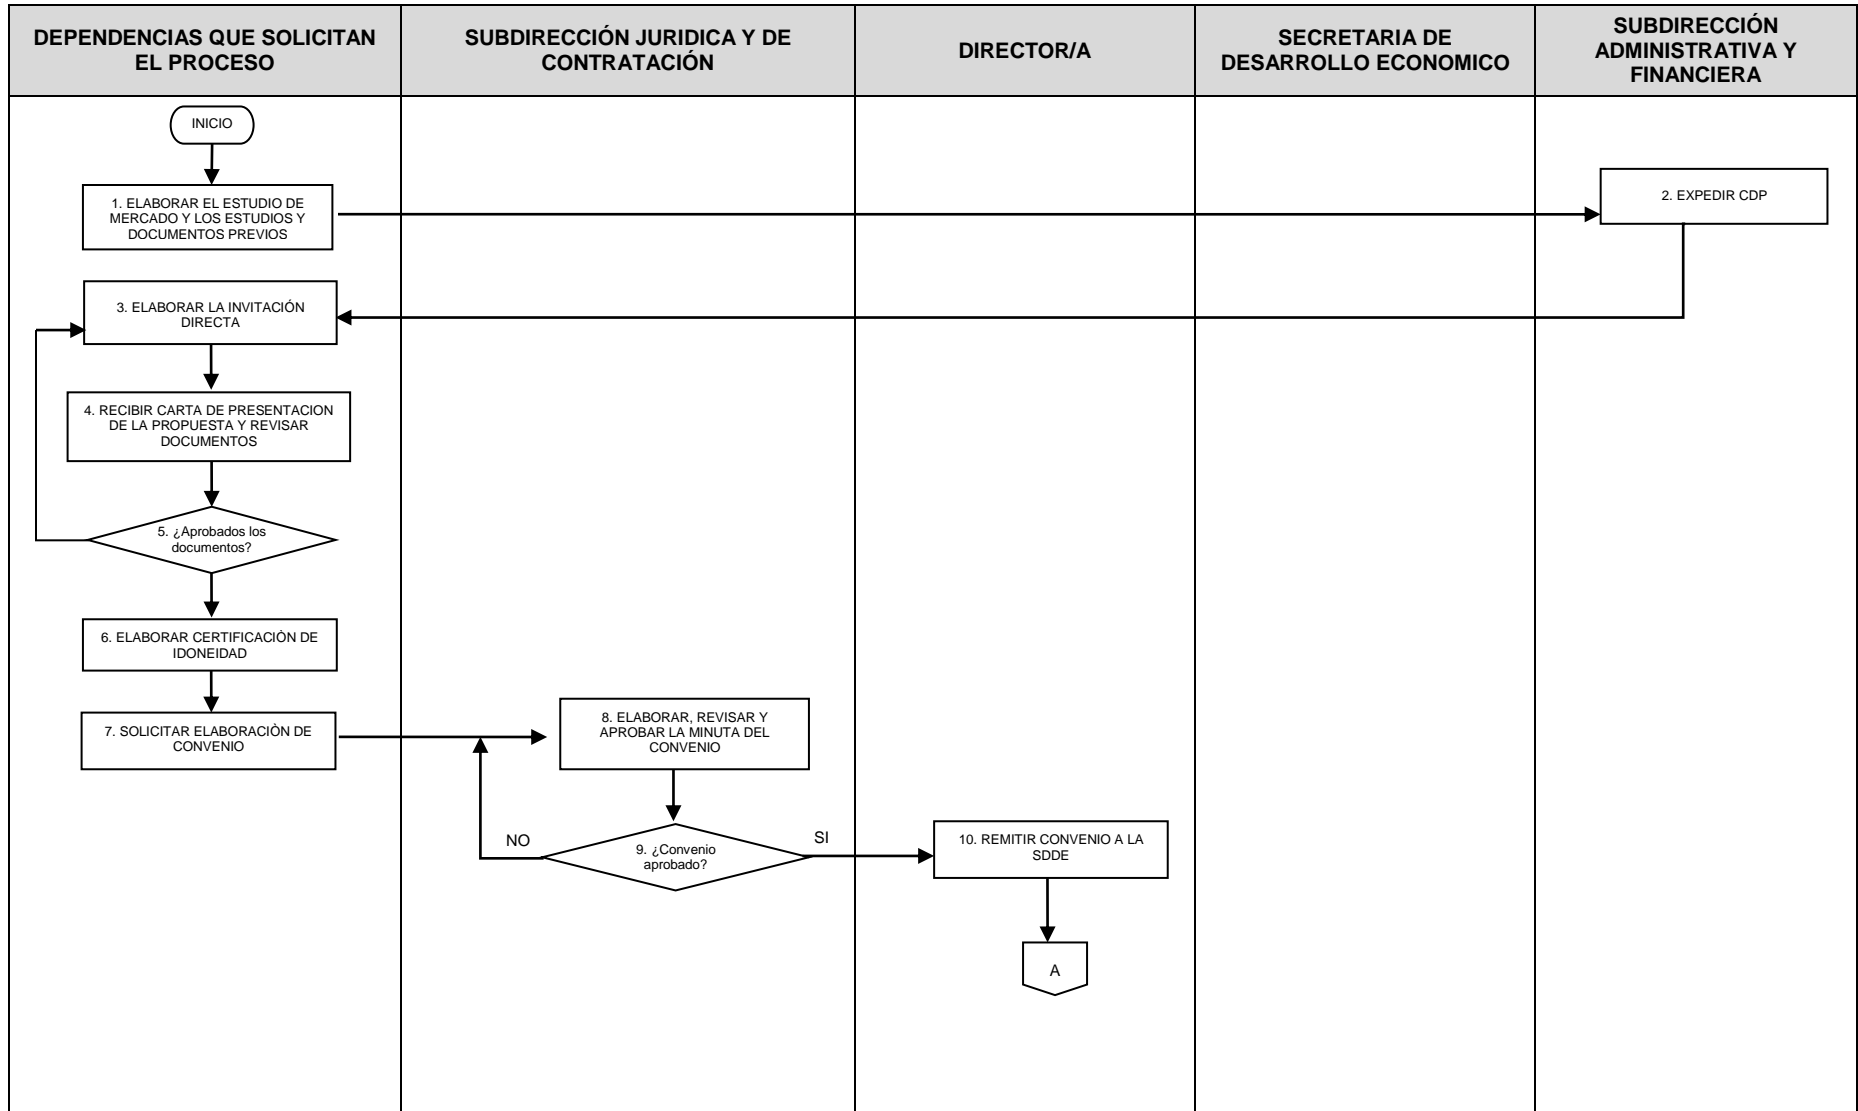 DEPENDENCIAS QUE SOLICITAN
EL PROCESO
SUBDIRECCIÓN JURIDICA Y DE
CONTRATACIÓN
DIRECTOR/A
SECRETARIA DE
DESARROLLO ECONOMICO
SUBDIRECCIÓN
ADMINISTRATIVA Y
FINANCIERA
INICIO
1. ELABORAR EL ESTUDIO DE
MERCADO Y LOS ESTUDIOS Y
DOCUMENTOS PREVIOS
2. EXPEDIR CDP
3. ELABORAR LA INVITACIÓN
DIRECTA
4. RECIBIR CARTA DE PRESENTACION
DE LA PROPUESTA Y REVISAR
DOCUMENTOS
5. ¿Aprobados los
documentos?
6. ELABORAR CERTIFICACIÒN DE
IDONEIDAD
7. SOLICITAR ELABORACIÒN DE
CONVENIO
8. ELABORAR, REVISAR Y
APROBAR LA MINUTA DEL
CONVENIO
NO
9. ¿Convenio
aprobado?
SI
10. REMITIR CONVENIO A LA
SDDE
A